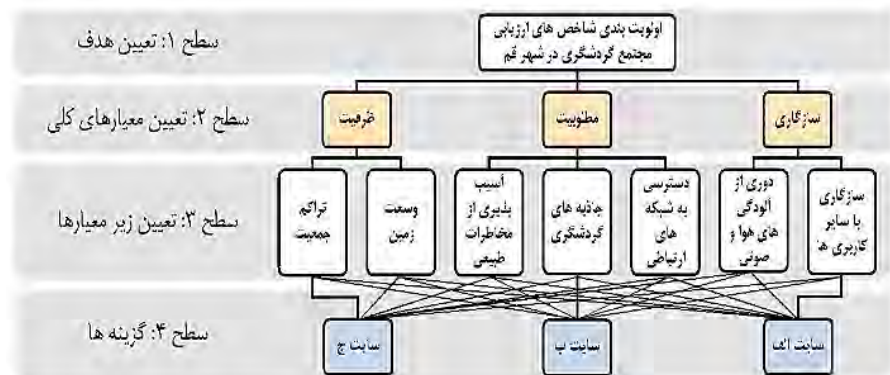 سطح ۱: تعیین هدف
اولویت بندی شاخص های ارزیابی
مجتمع گردشگری در شهر قم
سطح ۲: تعیین معیارهای کلی
سازگاری
مطلوبیت
ظرفیت
سطح ۳: تعیین زیر معیارها
سازگاری
با سایر
کاربری ها
دوری از
آلودگی
های هوا و
صوتی
دسترسی
به شبکه
های
ارتباطی
جاذبه های
گردشگری
آسیب
پذیری از
مخاطرات
طبیعی
وسعت
زمین
تراکم
جمعیت
سطح ۴: گزینه ها
سایت الف
سایت ب
سایت ج